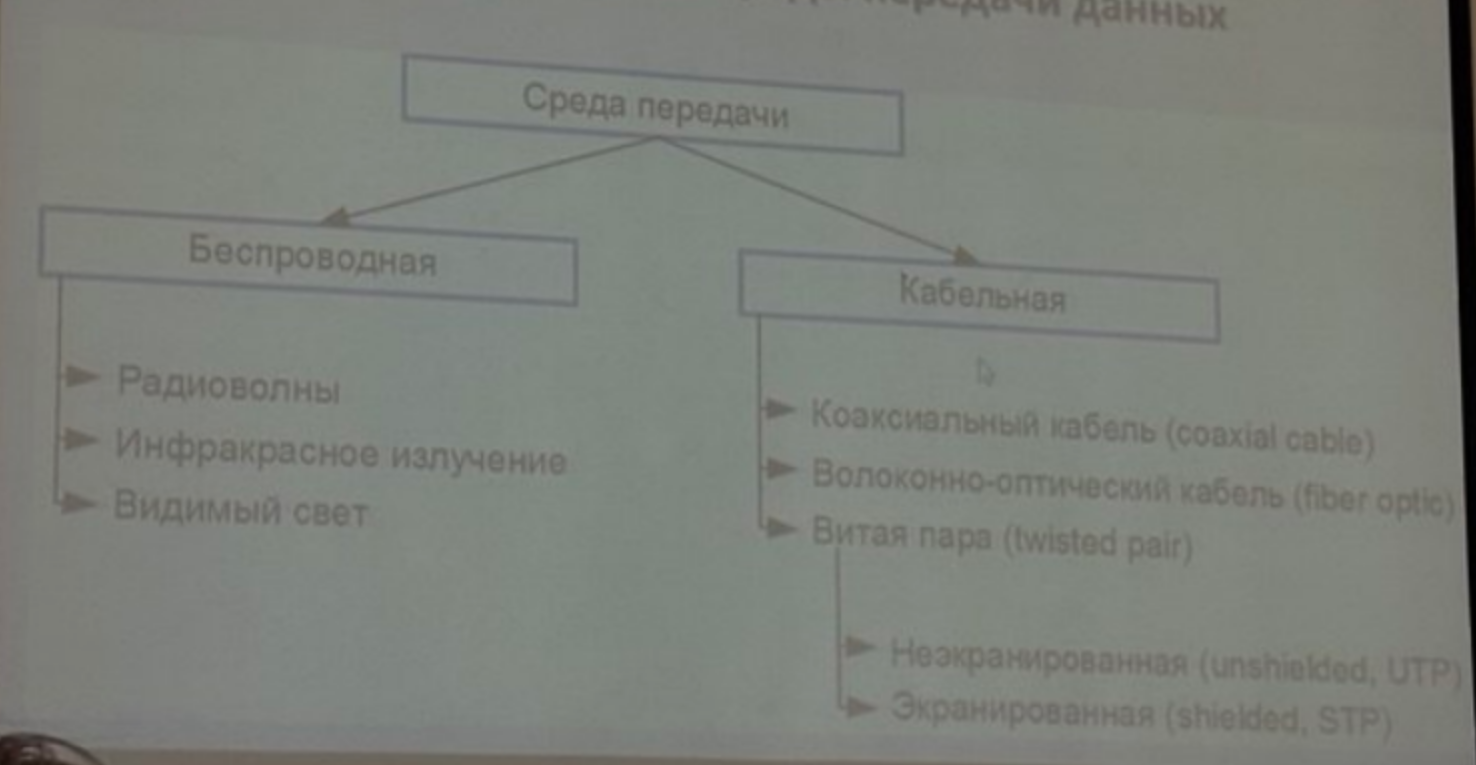 передачи данных
Среда передачи
Беспроводная
Кабельная
Радиоволны
Инфракрасное излучение
Видимый свет
Коаксиальный кабель (coaxial cable)
Волоконно-оптический кабель (fiber optic)
Витая пара (twisted pair)
Неэкранированная (unshielded, UTP)
Экранированная (shielded, STP)